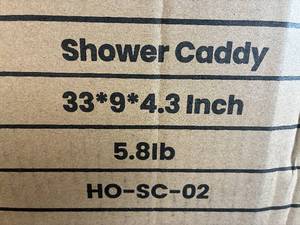 Shower Caddy
33*9*4.3 Inch
5.8lb
HO-SC-02